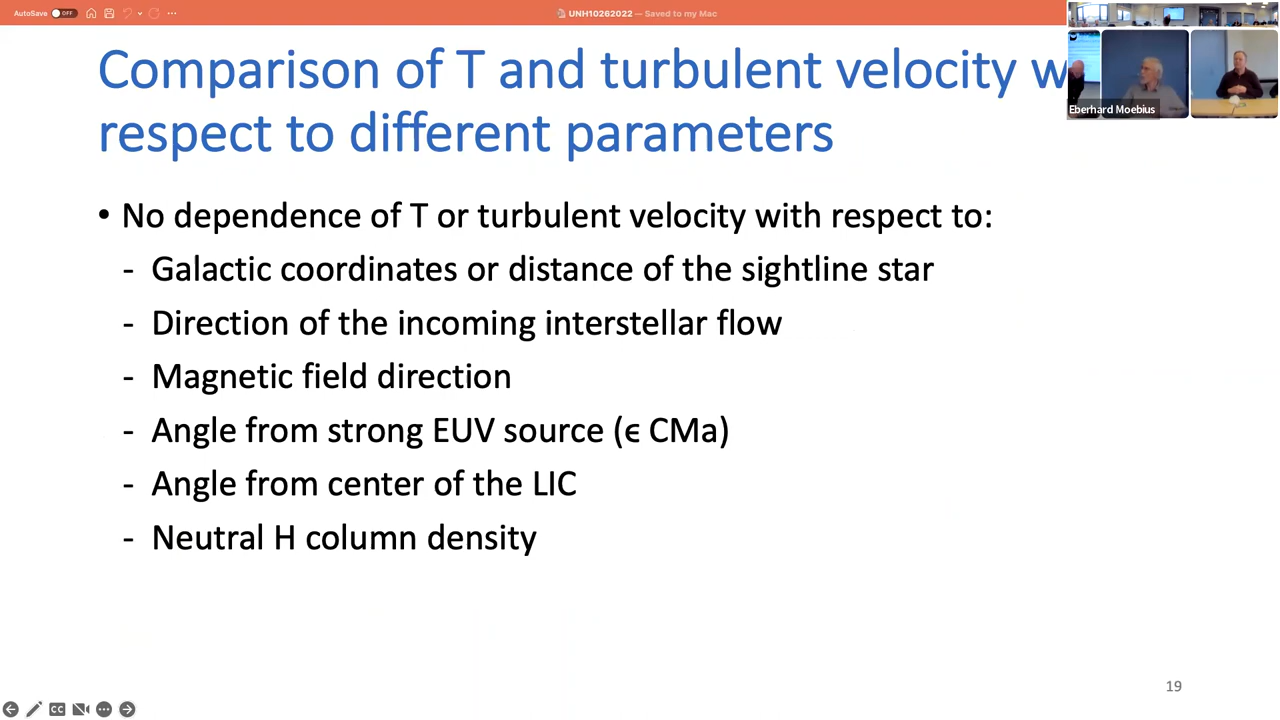 AutoSave OFF
UNH10262022 — Saved to my Mac
Comparison of T and turbulent velocity w
respect to different parameters
Eberhard Moebius
• No dependence of T or turbulent velocity with respect to:
- Galactic coordinates or distance of the sightline star
- Direction of the incoming interstellar flow
- Magnetic field direction
- Angle from strong EUV source (ϵ CMa)
- Angle from center of the LIC
- Neutral H column density
19
CC